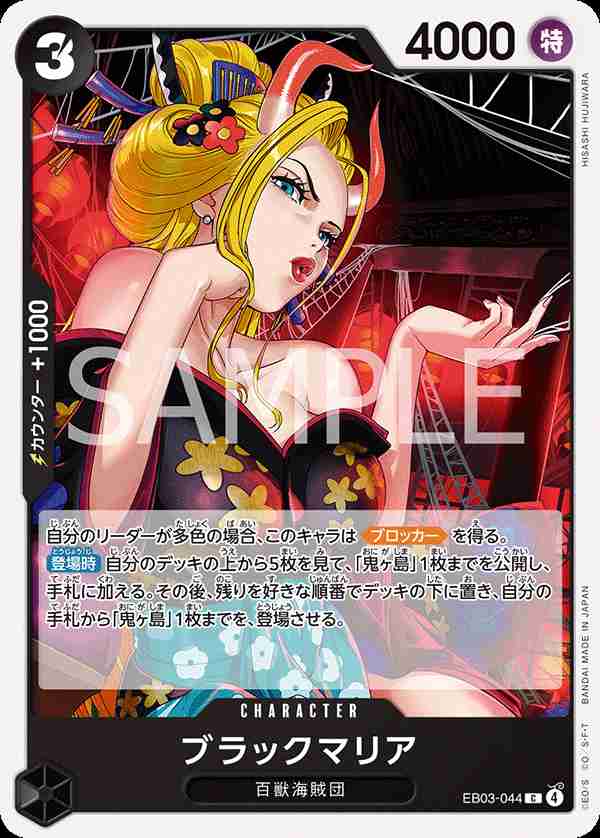 3
4000
特
HISASHI HUJIWARA
カウンター +1000
SAMPLE
自分のリーダーが多色の場合、このキャラは ブロッカー を得る。
登場時 自分のデッキの上から5枚を見て、「鬼ヶ島」1枚までを公開し、
手札に加える。その後、残りを好きな順番でデッキの下に置き、自分の
手札から「鬼ヶ島」1枚までを、登場させる。
CHARACTER
ブラックマリア
百獣海賊団
EB03-044 C 4
©E.O/S ©O/S・F・T BANDAI MADE IN JAPAN